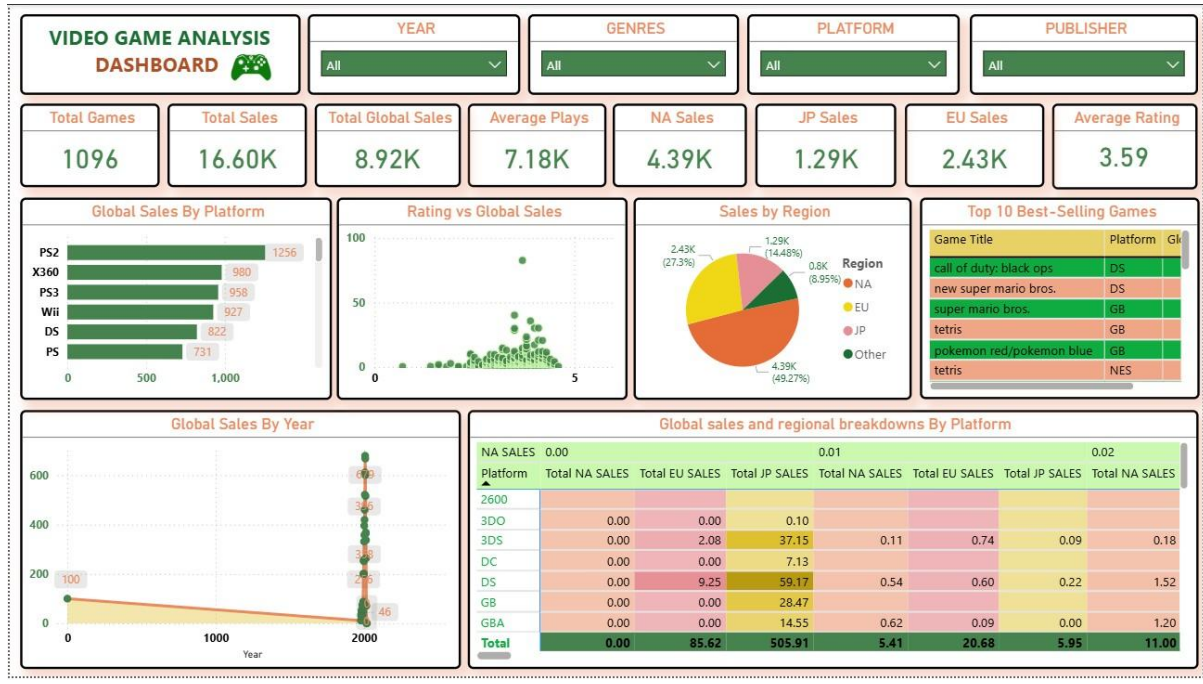 VIDEO GAME ANALYSIS
DASHBOARD
YEAR
All
GENRES
All
PLATFORM
All
PUBLISHER
All
Total Games
1096
Total Sales
16.60K
Total Global Sales
8.92K
Average Plays
7.18K
NA Sales
4.39K
JP Sales
1.29K
EU Sales
2.43K
Average Rating
3.59
Global Sales By Platform
PS2 1256
X360 980
PS3 958
Wii 927
DS 822
PS 731
0 500 1,000
Rating vs Global Sales
100
50
0
0 5
Sales by Region
2.43K
(27.3%)
1.29K
(14.48%)
0.8K
(8.95%)
4.39K
(49.27%)
Region
NA
EU
JP
Other
Top 10 Best-Selling Games
Game Title Platform Glo
call of duty: black ops DS
new super mario bros. DS
super mario bros. GB
tetris GB
pokemon red/pokemon blue GB
tetris NES
Global Sales By Year
600
400
200
0
100
46
0 1000 2000
Year
Global sales and regional breakdowns By Platform
NA SALES 0.00 0.01 0.02
Platform Total NA SALES Total EU SALES Total JP SALES Total NA SALES Total EU SALES Total JP SALES Total NA SALES
2600
3DO 0.00 0.00 0.10
3DS 0.00 2.08 37.15 0.11 0.74 0.09 0.18
DC 0.00 0.00 7.13
DS 0.00 9.25 59.17 0.54 0.60 0.22 1.52
GB 0.00 0.00 28.47
GBA 0.00 0.00 14.55 0.62 0.09 0.00 1.20
Total 0.00 85.62 505.91 5.41 20.68 5.95 11.00